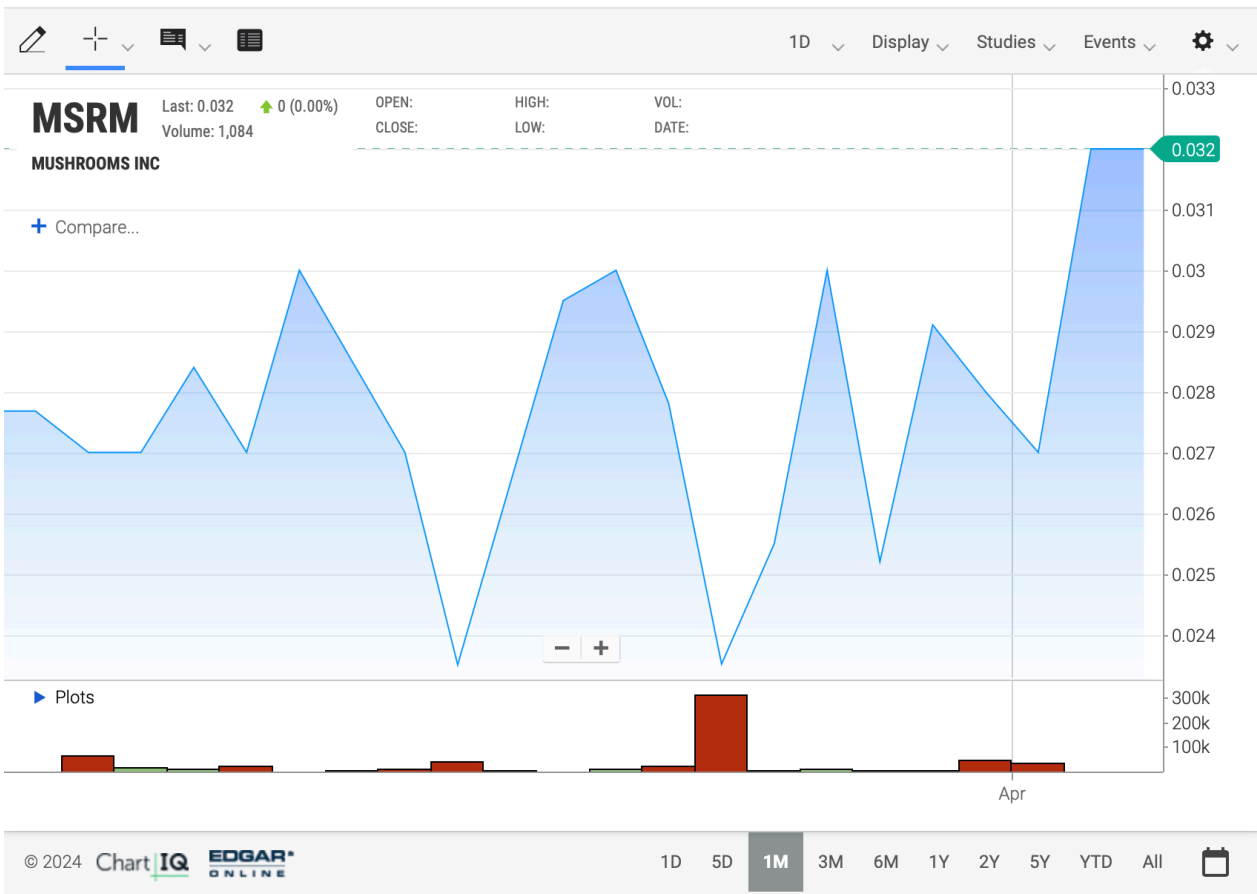 1D Display Studies Events
MSRM
Last: 0.032 0 (0.00%)
Volume: 1,084
OPEN: HIGH: VOL:
CLOSE: LOW: DATE:
MUSHROOMS INC
+ Compare...
0.033
0.032
0.031
0.03
0.029
0.028
0.027
0.026
0.025
0.024
− +
Plots
300k
200k
100k
Apr
© 2024 ChartIQ EDGAR ONLINE 1D 5D 1M 3M 6M 1Y 2Y 5Y YTD All